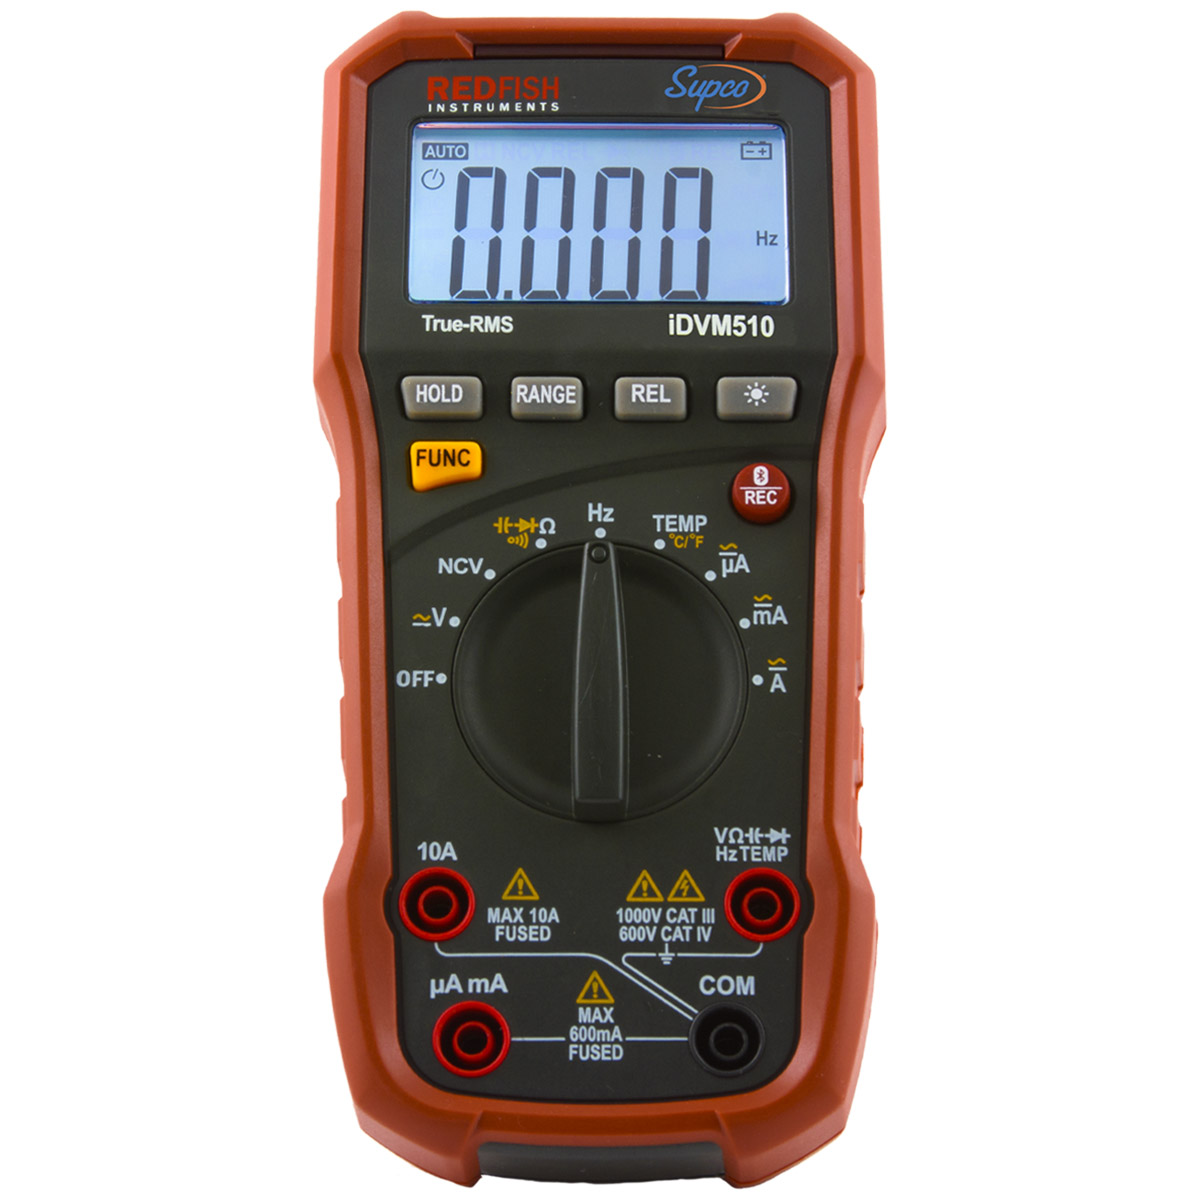 REDFISH
INSTRUMENTS
Supco
AUTO
0.000
Hz
True-RMS
iDVM510
HOLD
RANGE
REL
FUNC
REC
Hz
Ω
TEMP
°C/°F
NCV
µA
V
mA
OFF
A
10A
VΩ
Hz TEMP
MAX 10A
FUSED
1000V CAT III
600V CAT IV
µA mA
COM
MAX
600mA
FUSED